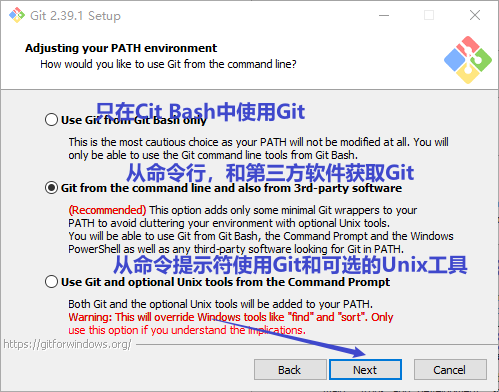 Git 2.39.1 Setup
Adjusting your PATH environment
How would you like to use Git from the command line?
只在Cit Bash中使用Git
Use Git from Git Bash only
This is the most cautious choice as your PATH will not be modified at all. You will
only be able to use the Git command line tools from Git Bash.
从命令行，和第三方软件获取Git
Git from the command line and also from 3rd-party software
(Recommended) This option adds only some minimal Git wrappers to your
PATH to avoid cluttering your environment with optional Unix tools.
You will be able to use Git from Git Bash, the Command Prompt and the Windows
PowerShell as well as any third-party software looking for Git in PATH.
从命令提示符使用Git和可选的Unix工具
Use Git and optional Unix tools from the Command Prompt
Both Git and the optional Unix tools will be added to your PATH.
Warning: This will override Windows tools like "find" and "sort". Only
use this option if you understand the implications.
https://gitforwindows.org/
Back
Next
Cancel